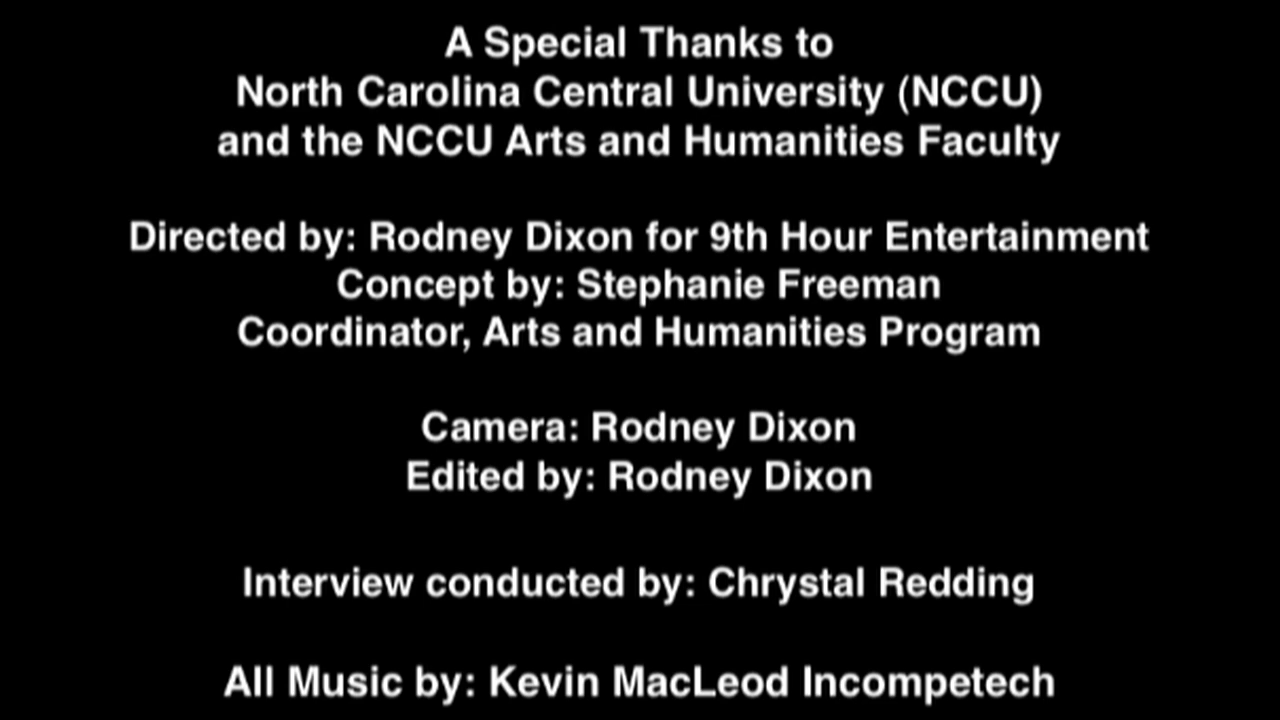 A Special Thanks to
North Carolina Central University (NCCU)
and the NCCU Arts and Humanities Faculty
Directed by: Rodney Dixon for 9th Hour Entertainment
Concept by: Stephanie Freeman
Coordinator, Arts and Humanities Program
Camera: Rodney Dixon
Edited by: Rodney Dixon
Interview conducted by: Chrystal Redding
All Music by: Kevin MacLeod Incompetech